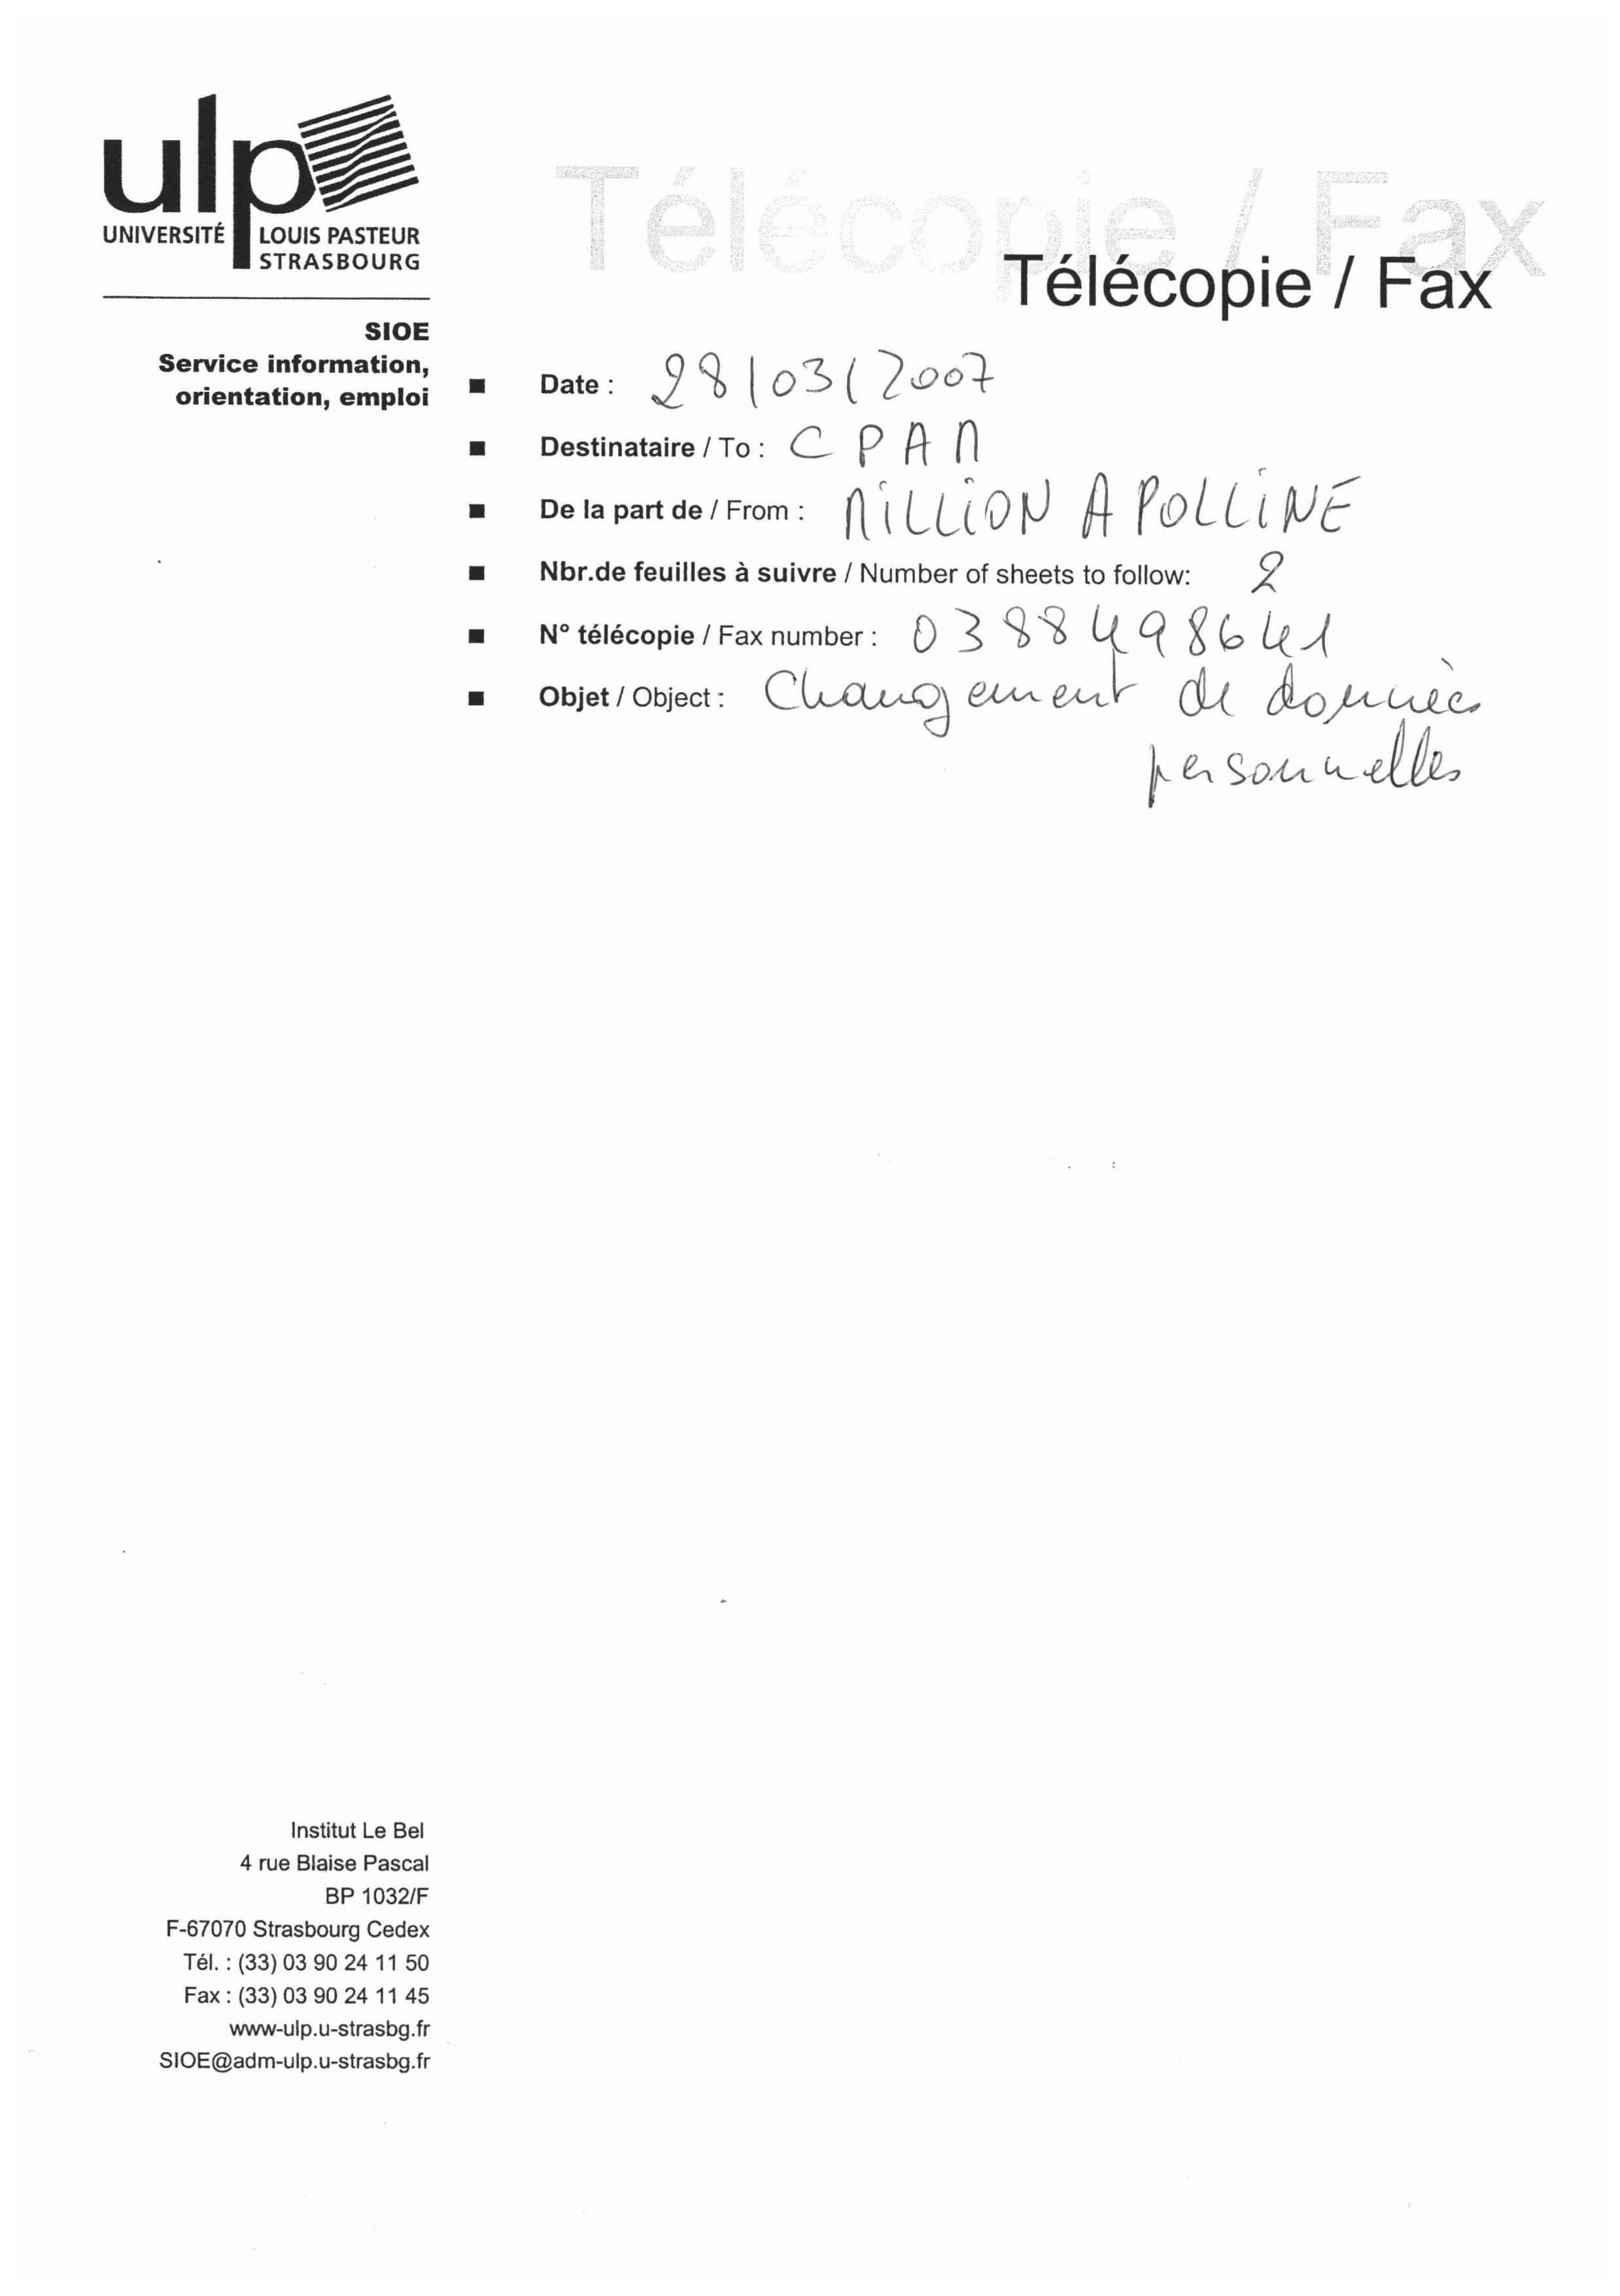 ulp
UNIVERSITÉ LOUIS PASTEUR
STRASBOURG
Télécopie / Fax
Télécopie / Fax
SIOE
Service information,
orientation, emploi
Date : 28/03/2007
Destinataire / To : CPAM
De la part de / From : MILLION APOLLINE
Nbr.de feuilles à suivre / Number of sheets to follow: 2
N° télécopie / Fax number : 0388498641
Objet / Object : Changement de données
personnelles
Institut Le Bel
4 rue Blaise Pascal
BP 1032/F
F-67070 Strasbourg Cedex
Tél. : (33) 03 90 24 11 50
Fax : (33) 03 90 24 11 45
www-ulp.u-strasbg.fr
SIOE@adm-ulp.u-strasbg.fr